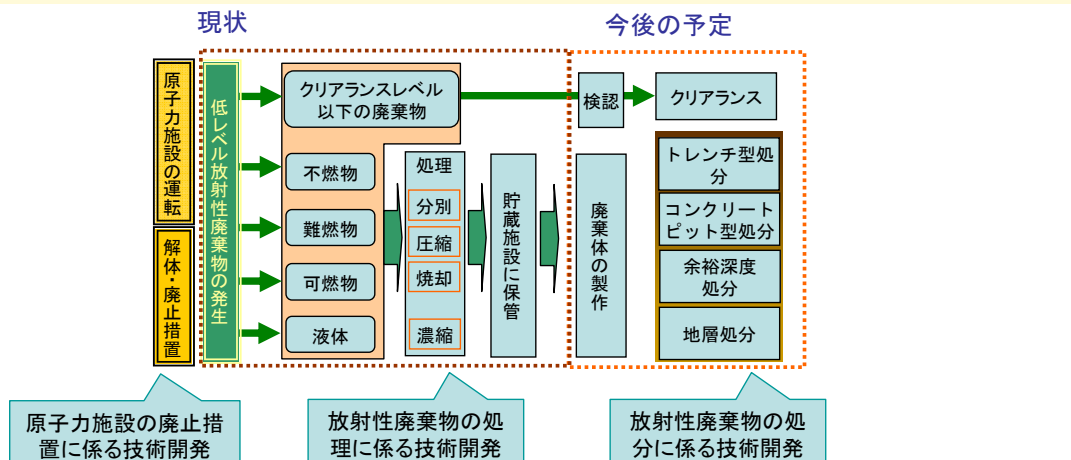 現状
今後の予定
原子力施設の運転
解体・廃止措置
低レベル放射性廃棄物の発生
クリアランスレベル
以下の廃棄物
不燃物
難燃物
可燃物
液体
処理
分別
圧縮
焼却
濃縮
貯蔵施設に保管
検認
クリアランス
廃棄体の製作
トレンチ型処
分
コンクリート
ピット型処分
余裕深度
処分
地層処分
原子力施設の廃止措
置に係る技術開発
放射性廃棄物の処
理に係る技術開発
放射性廃棄物の処
分に係る技術開発